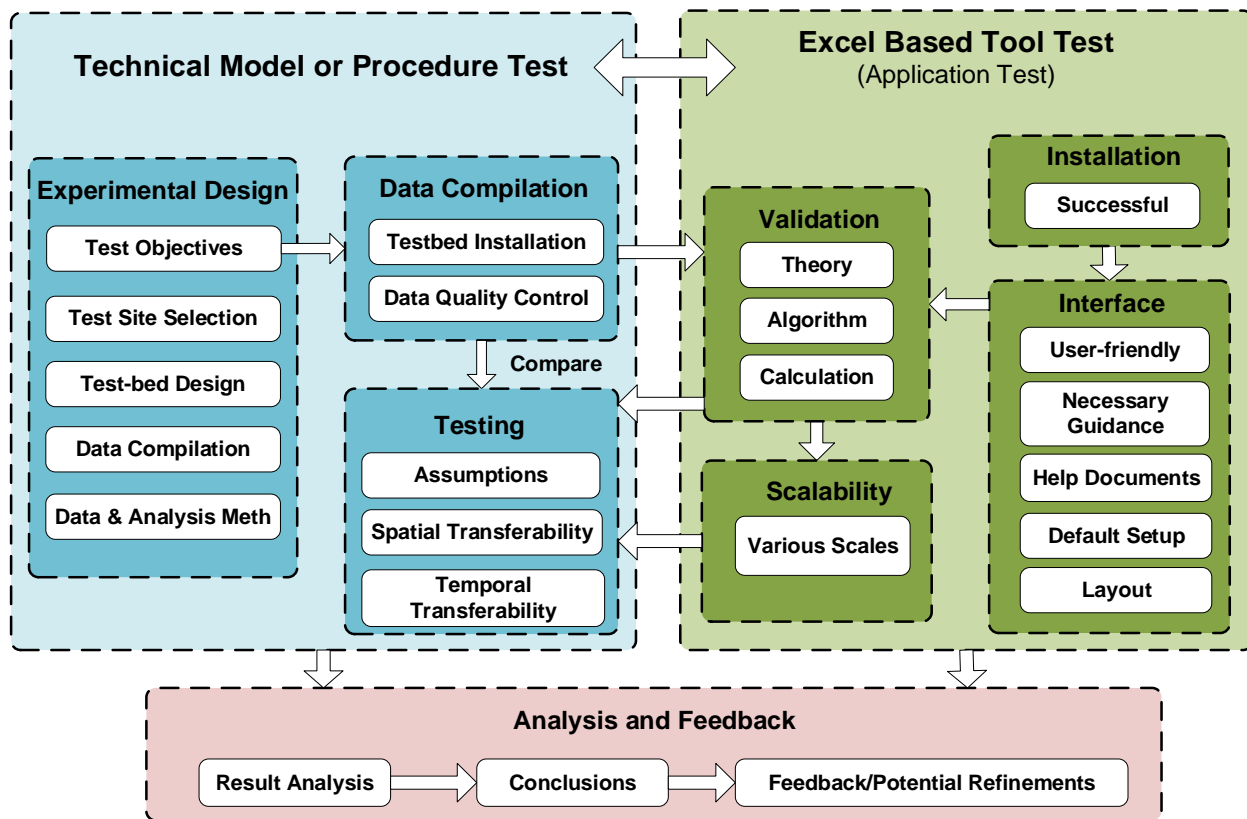 Technical Model or Procedure Test
Experimental Design
Test Objectives
Test Site Selection
Test-bed Design
Data Compilation
Data & Analysis Meth
Data Compilation
Testbed Installation
Data Quality Control
Compare
Testing
Assumptions
Spatial Transferability
Temporal
Transferability
Excel Based Tool Test
(Application Test)
Validation
Theory
Algorithm
Calculation
Scalability
Various Scales
Installation
Successful
Interface
User-friendly
Necessary
Guidance
Help Documents
Default Setup
Layout
Analysis and Feedback
Result Analysis
Conclusions
Feedback/Potential Refinements